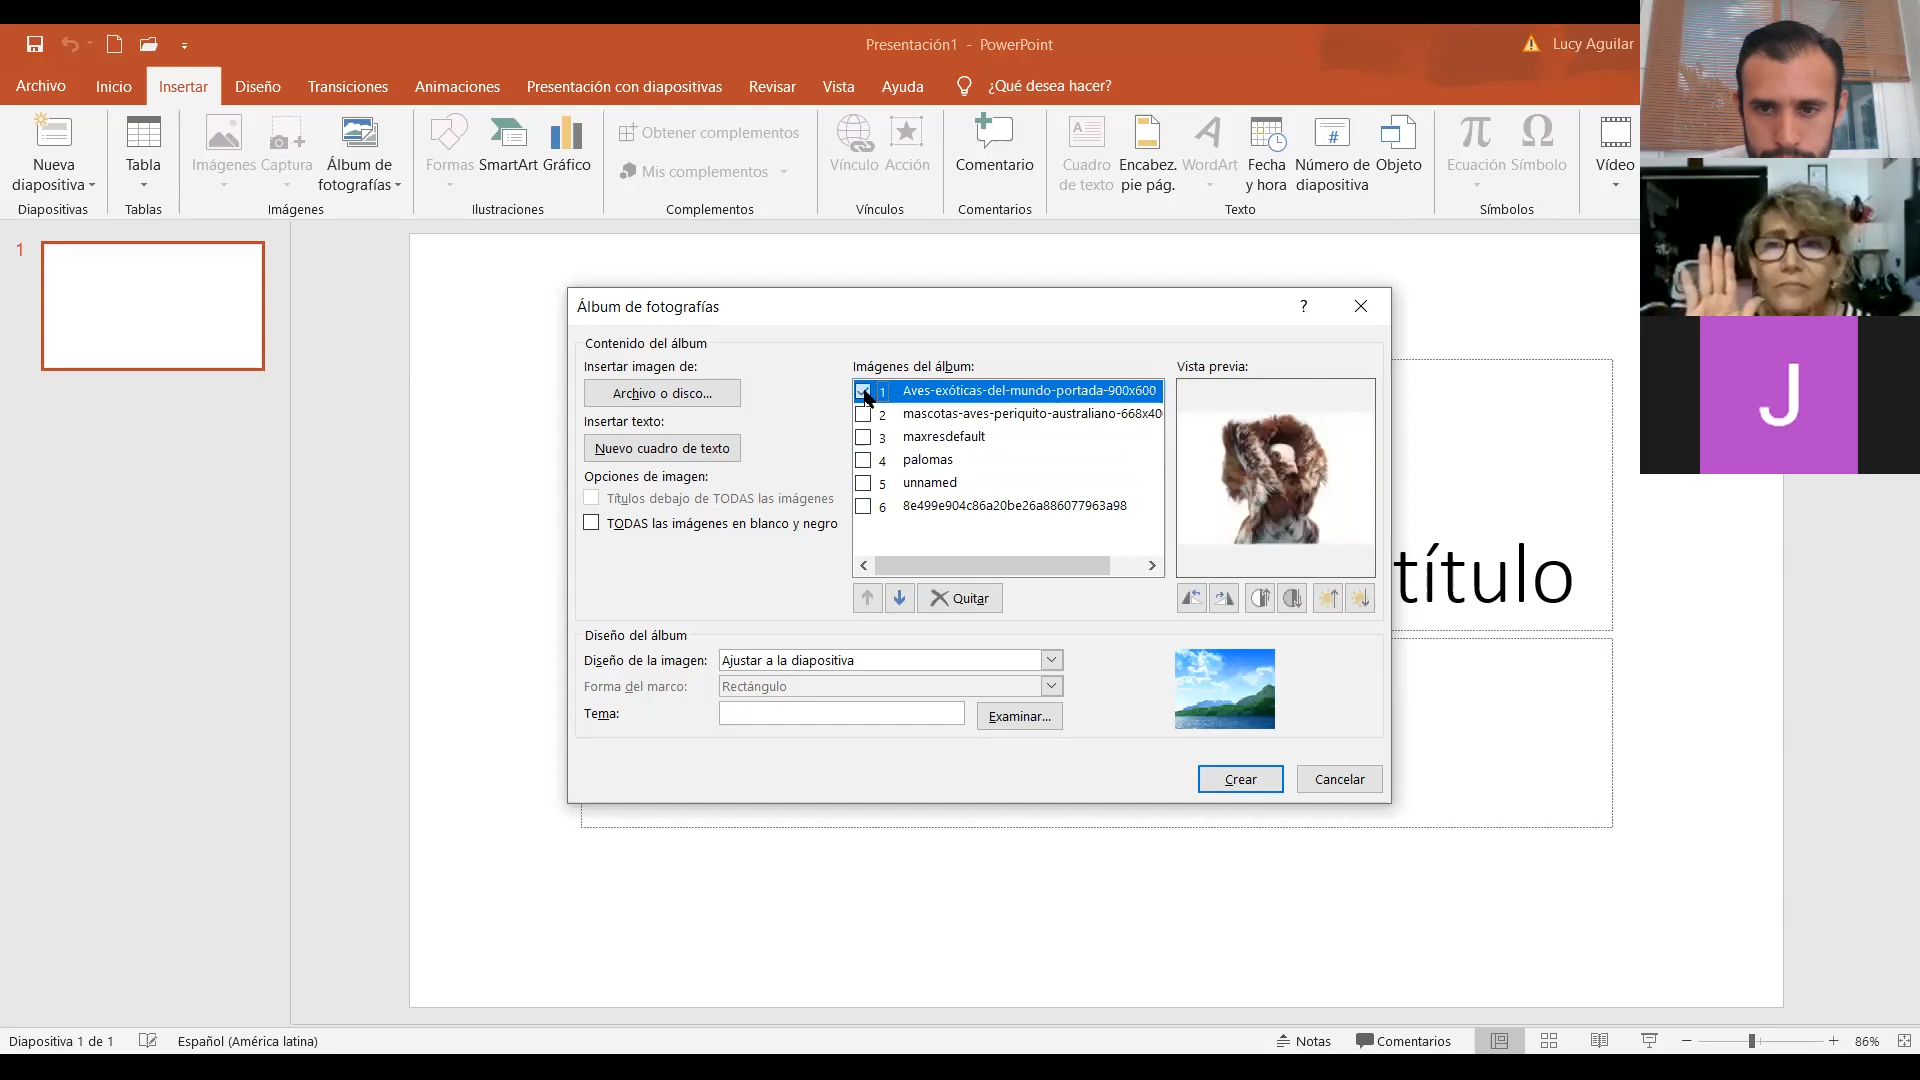 Presentación1 - PowerPoint
Lucy Aguilar
Archivo
Inicio
Insertar
Diseño
Transiciones
Animaciones
Presentación con diapositivas
Revisar
Vista
Ayuda
¿Qué desea hacer?
Nueva diapositiva
Tabla
Imágenes
Captura
Álbum de fotografías
Formas
SmartArt
Gráfico
Obtener complementos
Mis complementos
Vínculo
Acción
Comentario
Cuadro de texto
Encabez. pie pág.
WordArt
Fecha y hora
Número de diapositiva
Objeto
Ecuación
Símbolo
Vídeo
Diapositivas
Tablas
Imágenes
Ilustraciones
Complementos
Vínculos
Comentarios
Texto
Símbolos
1
título
Álbum de fotografías
?
Contenido del álbum
Insertar imagen de:
Archivo o disco...
Insertar texto:
Nuevo cuadro de texto
Opciones de imagen:
Títulos debajo de TODAS las imágenes
TODAS las imágenes en blanco y negro
Imágenes del álbum:
1 Aves-exóticas-del-mundo-portada-900x600
2 mascotas-aves-periquito-australiano-668x40
3 maxresdefault
4 palomas
5 unnamed
6 8e499e904c86a20be26a886077963a98
Quitar
Vista previa:
Diseño del álbum
Diseño de la imagen: Ajustar a la diapositiva
Forma del marco: Rectángulo
Tema:
Examinar...
Crear
Cancelar
J
Diapositiva 1 de 1
Español (América latina)
Notas
Comentarios
86%